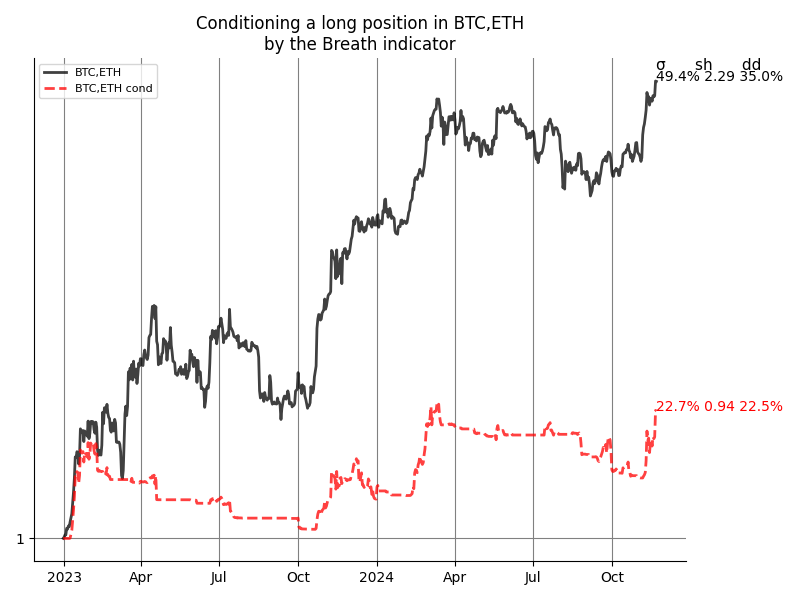 Conditioning a long position in BTC,ETH
by the Breath indicator
σ sh dd
49.4% 2.29 35.0%
BTC,ETH
BTC,ETH cond
22.7% 0.94 22.5%
1
2023 Apr Jul Oct 2024 Apr Jul Oct